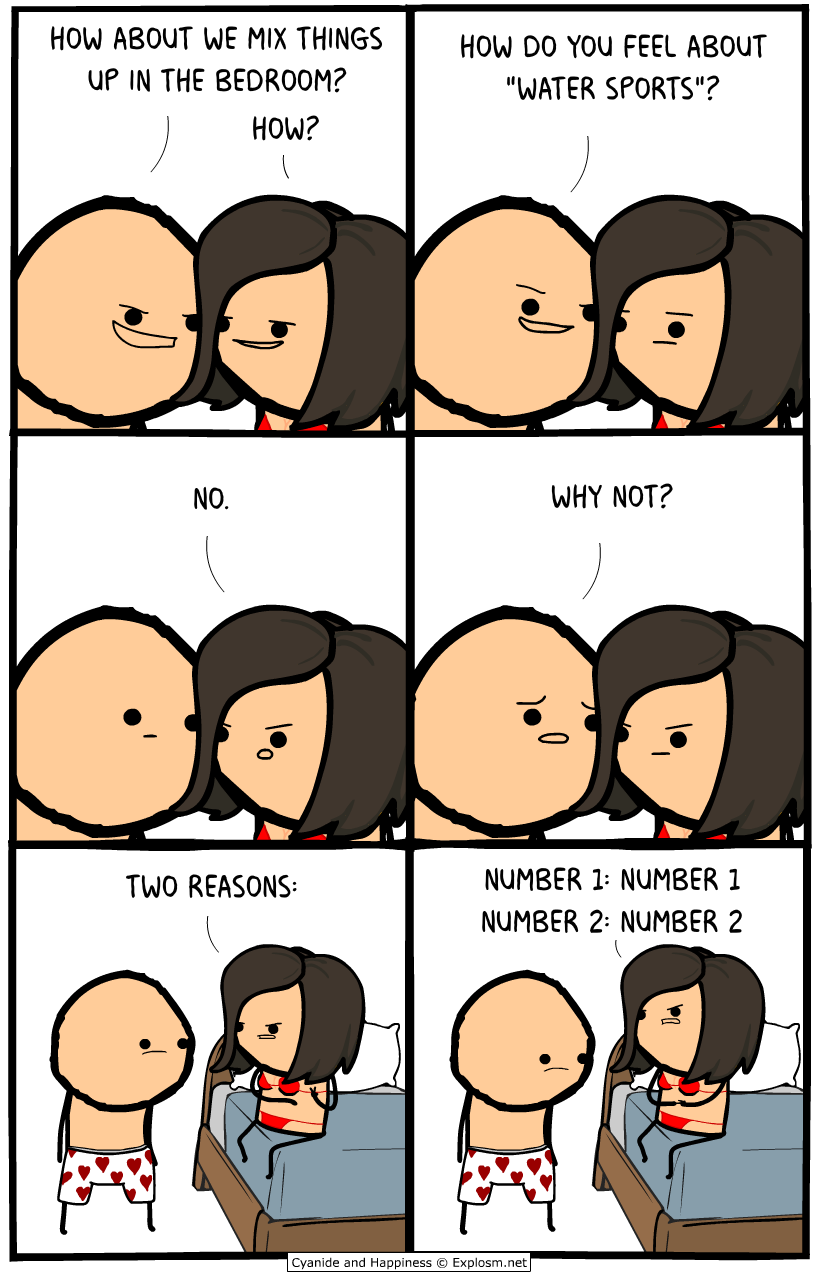 HOW ABOUT WE MIX THINGS
UP IN THE BEDROOM?
HOW?
HOW DO YOU FEEL ABOUT
"WATER SPORTS"?
NO.
WHY NOT?
TWO REASONS:
NUMBER 1: NUMBER 1
NUMBER 2: NUMBER 2
Cyanide and Happiness © Explosm.net